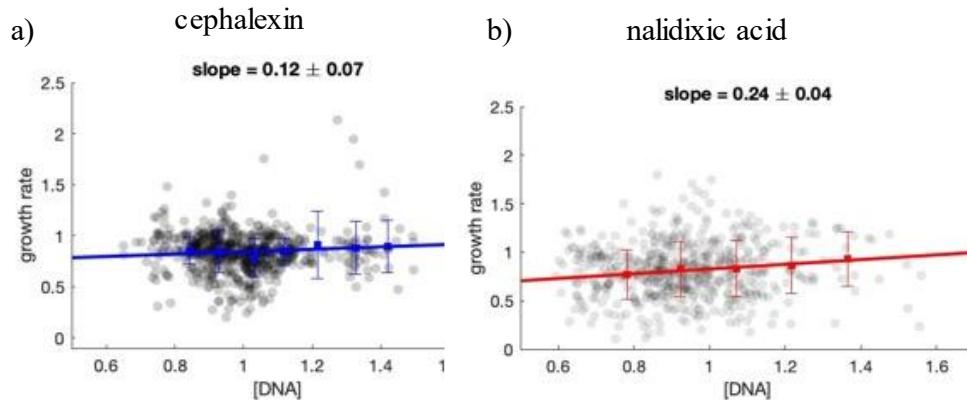 a)
cephalexin
slope = 0.12 ± 0.07
2.5
2
1.5
1
0.5
0
growth rate
0.6
0.8
1
1.2
1.4
1
[DNA]
b)
nalidixic acid
slope = 0.24 ± 0.04
2.5
2
1.5
1
0.5
0
growth rate
0.6
0.8
1
1.2
1.4
1.6
[DNA]